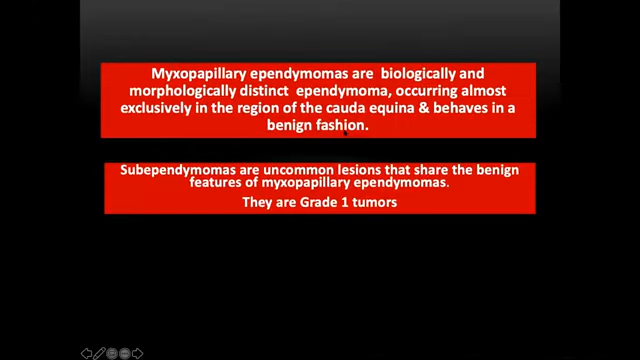 Myxopapillary ependymomas are biologically and
morphologically distinct ependymoma, occurring almost
exclusively in the region of the cauda equina & behaves in a
benign fashion.
Subependymomas are uncommon lesions that share the benign
features of myxopapillary ependymomas.
They are Grade 1 tumors